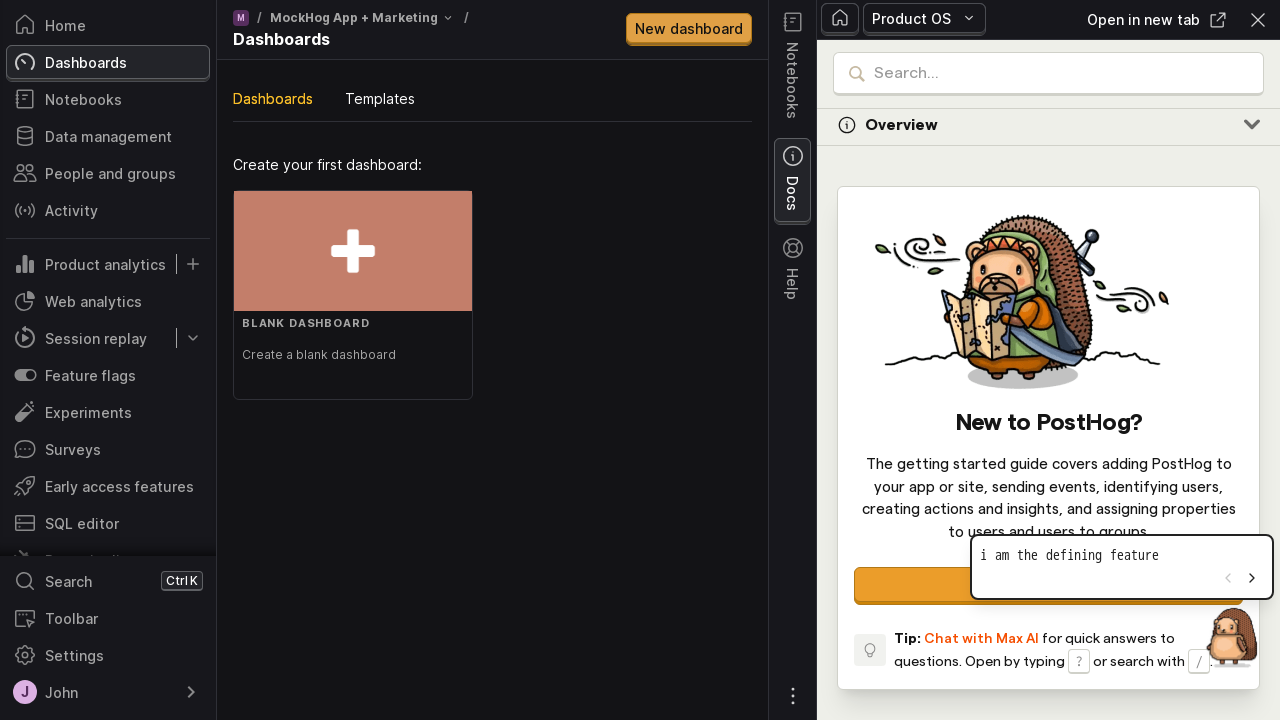 Home
Dashboards
Notebooks
Data management
People and groups
Activity
Product analytics
Web analytics
Session replay
Feature flags
Experiments
Surveys
Early access features
SQL editor
Search Ctrl K
Toolbar
Settings
J John
M / MockHog App + Marketing /
Dashboards
New dashboard
Dashboards Templates
Create your first dashboard:
BLANK DASHBOARD
Create a blank dashboard
Notebooks
Docs
Help
Product OS
Open in new tab
Search...
Overview
New to PostHog?
The getting started guide covers adding PostHog to
your app or site, sending events, identifying users,
creating actions and insights, and assigning properties
to users and users to groups.
i am the defining feature
Tip: Chat with Max AI for quick answers to
questions. Open by typing ? or search with / .